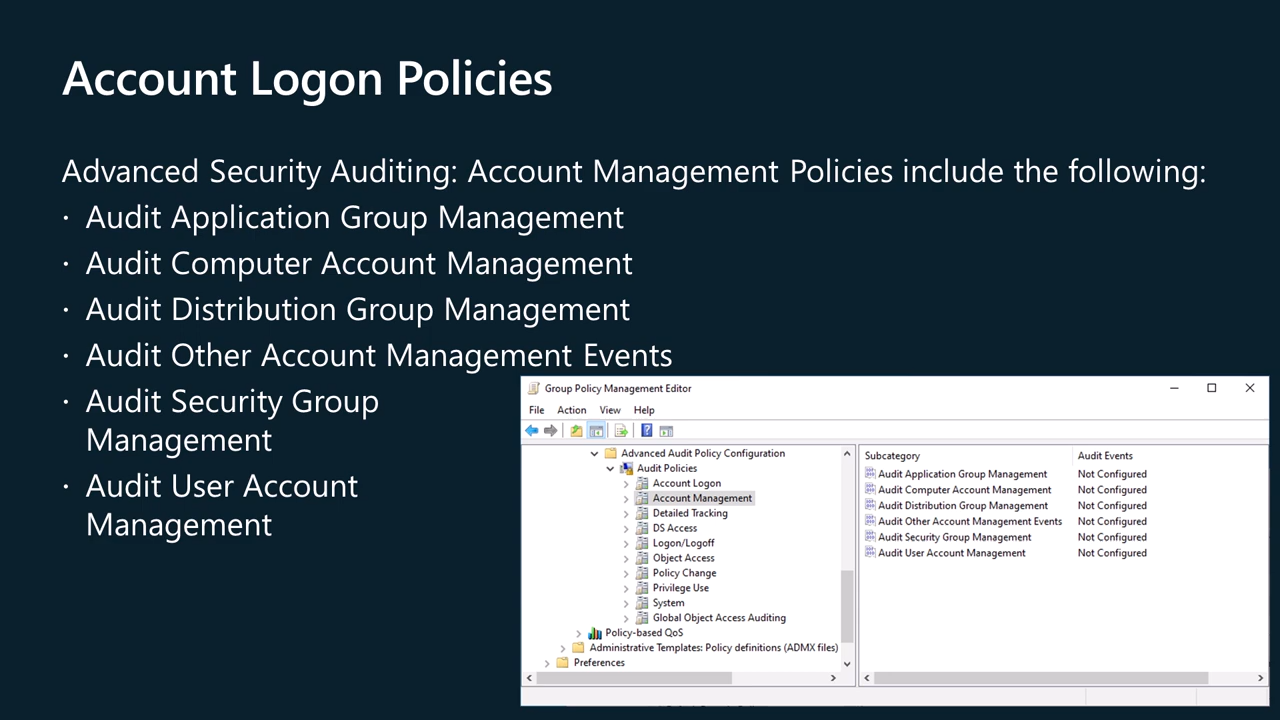 Account Logon Policies
Advanced Security Auditing: Account Management Policies include the following:
· Audit Application Group Management
· Audit Computer Account Management
· Audit Distribution Group Management
· Audit Other Account Management Events
· Audit Security Group
Management
· Audit User Account
Management
Group Policy Management Editor
File Action View Help
Advanced Audit Policy Configuration
Audit Policies
Account Logon
Account Management
Detailed Tracking
DS Access
Logon/Logoff
Object Access
Policy Change
Privilege Use
System
Global Object Access Auditing
Policy-based QoS
Administrative Templates: Policy definitions (ADMX files)
Preferences
Subcategory Audit Events
Audit Application Group Management Not Configured
Audit Computer Account Management Not Configured
Audit Distribution Group Management Not Configured
Audit Other Account Management Events Not Configured
Audit Security Group Management Not Configured
Audit User Account Management Not Configured